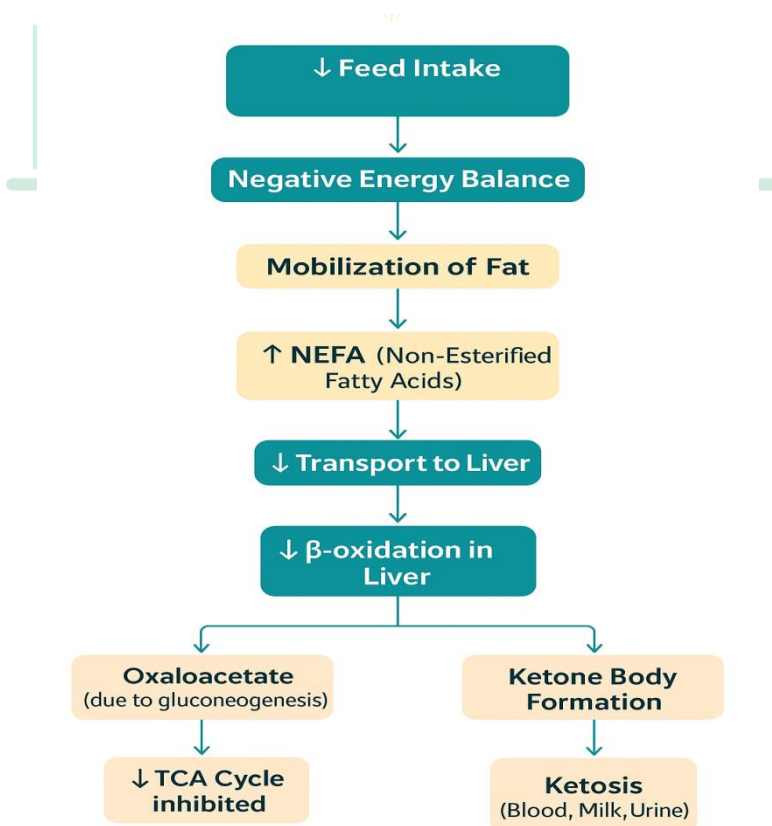 ↓ Feed Intake
Negative Energy Balance
Mobilization of Fat
↑ NEFA (Non-Esterified
Fatty Acids)
↓ Transport to Liver
↓ β-oxidation in
Liver
Oxaloacetate
(due to gluconeogenesis)
Ketone Body
Formation
↓ TCA Cycle
inhibited
Ketosis
(Blood, Milk, Urine)